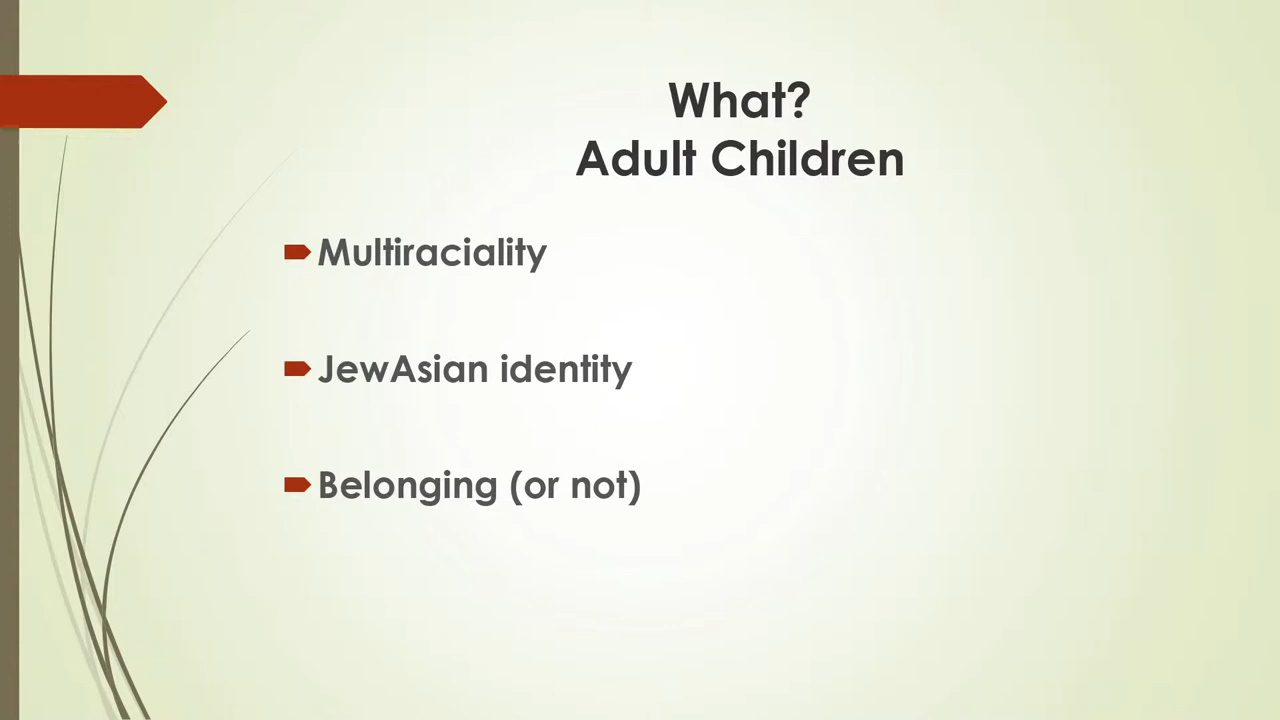 What?
Adult Children
Multiraciality
JewAsian identity
Belonging (or not)